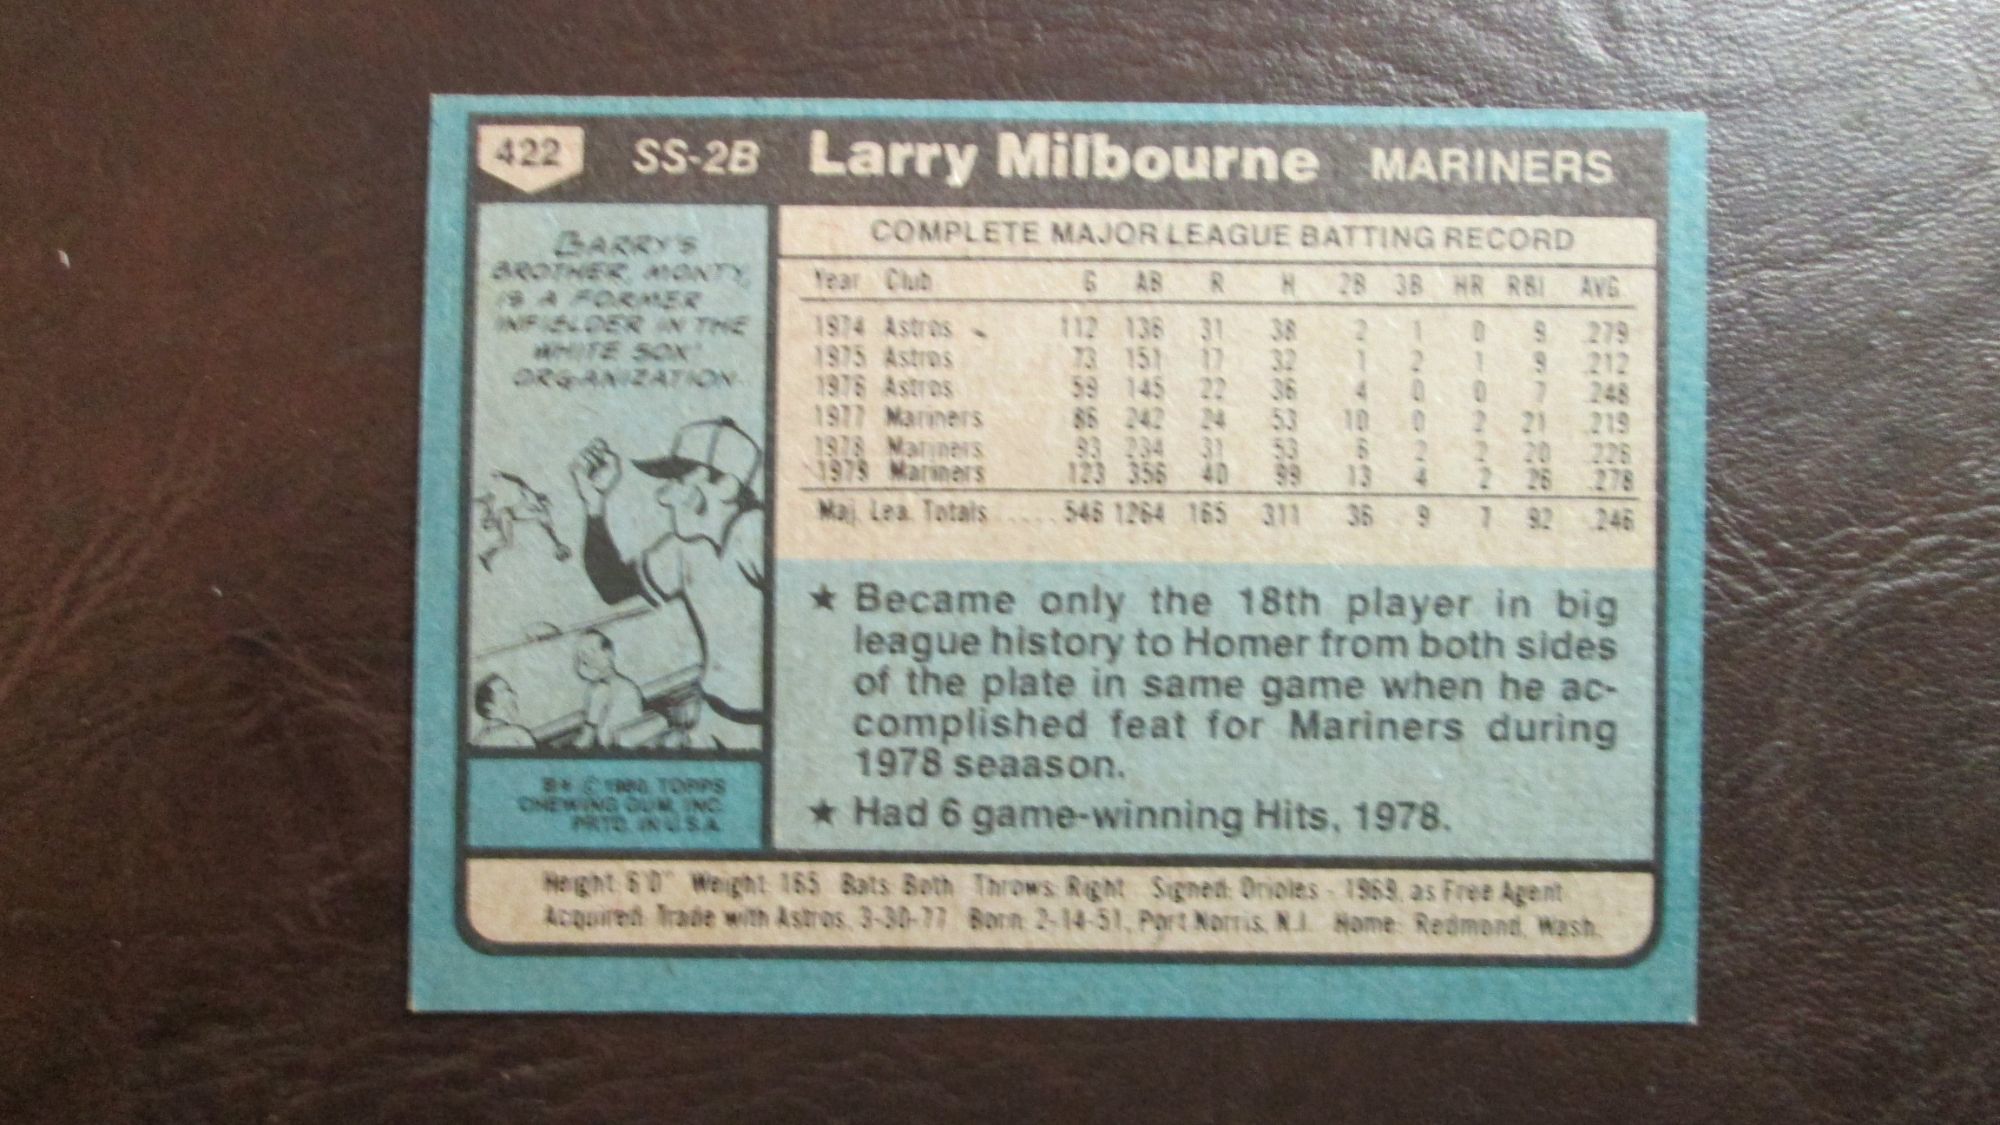 422 SS-2B Larry Milbourne MARINERS
LARRY'S
BROTHER, MONTY,
IS A FORMER
INFIELDER IN THE
WHITE SOX'
ORGANIZATION.
B* © 1980 TOPPS
CHEWING GUM, INC.
PRTD. IN U.S.A.
COMPLETE MAJOR LEAGUE BATTING RECORD
Year Club G AB R H 2B 3B HR RBI AVG.
1974 Astros 112 136 31 38 2 1 0 9 .279
1975 Astros 73 151 17 32 1 2 1 9 .212
1976 Astros 59 145 22 36 4 0 0 7 .248
1977 Mariners 86 242 24 53 10 0 2 21 .219
1978 Mariners 93 234 31 53 6 2 2 20 .226
1979 Mariners 123 356 40 99 13 4 2 26 .278
Maj. Lea. Totals ..... 546 1264 165 311 36 9 7 92 .246
★ Became only the 18th player in big
league history to Homer from both sides
of the plate in same game when he ac-
complished feat for Mariners during
1978 seaason.
★ Had 6 game-winning Hits, 1978.
Height: 6'0" Weight: 165 Bats: Both Throws: Right Signed: Orioles - 1969, as Free Agent
Acquired: Trade with Astros, 3-30-77 Born: 2-14-51, Port Norris, N.J. Home: Redmond, Wash.